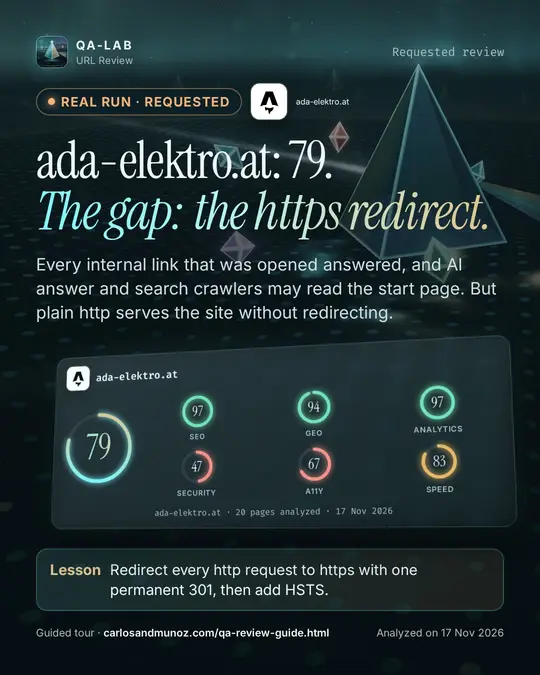 QA-LAB
URL Review
Requested review
REAL RUN · REQUESTED
ada-elektro.at
ada-elektro.at: 79.
The gap: the https redirect.
Every internal link that was opened answered, and AI
answer and search crawlers may read the start page. But
plain http serves the site without redirecting.
ada-elektro.at
79
97
SEO
94
GEO
97
ANALYTICS
47
SECURITY
67
A11Y
83
SPEED
ada-elektro.at · 20 pages analyzed · 17 Nov 2026
Lesson Redirect every http request to https with one
permanent 301, then add HSTS.
Guided tour · carlosandmunoz.com/qa-review-guide.html
Analyzed on 17 Nov 2026